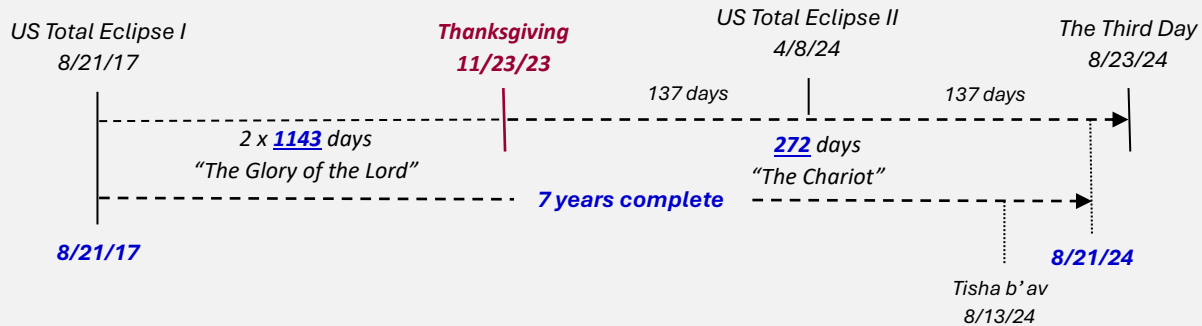 US Total Eclipse I
8/21/17
Thanksgiving
11/23/23
US Total Eclipse II
4/8/24
The Third Day
8/23/24
137 days
137 days
2 x 1143 days
“The Glory of the Lord”
272 days
“The Chariot”
7 years complete
8/21/17
8/21/24
Tisha b’ av
8/13/24